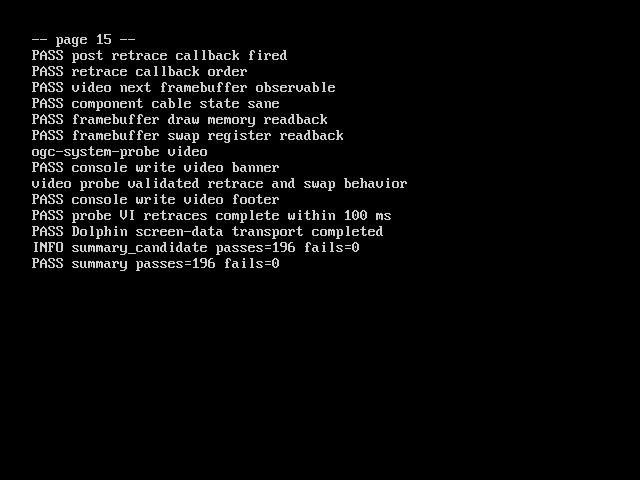 -- page 15 --
PASS post retrace callback fired
PASS retrace callback order
PASS video next framebuffer observable
PASS component cable state sane
PASS framebuffer draw memory readback
PASS framebuffer swap register readback
ogc-system-probe video
PASS console write video banner
video probe validated retrace and swap behavior
PASS console write video footer
PASS probe VI retraces complete within 100 ms
PASS Dolphin screen-data transport completed
INFO summary_candidate passes=196 fails=0
PASS summary passes=196 fails=0